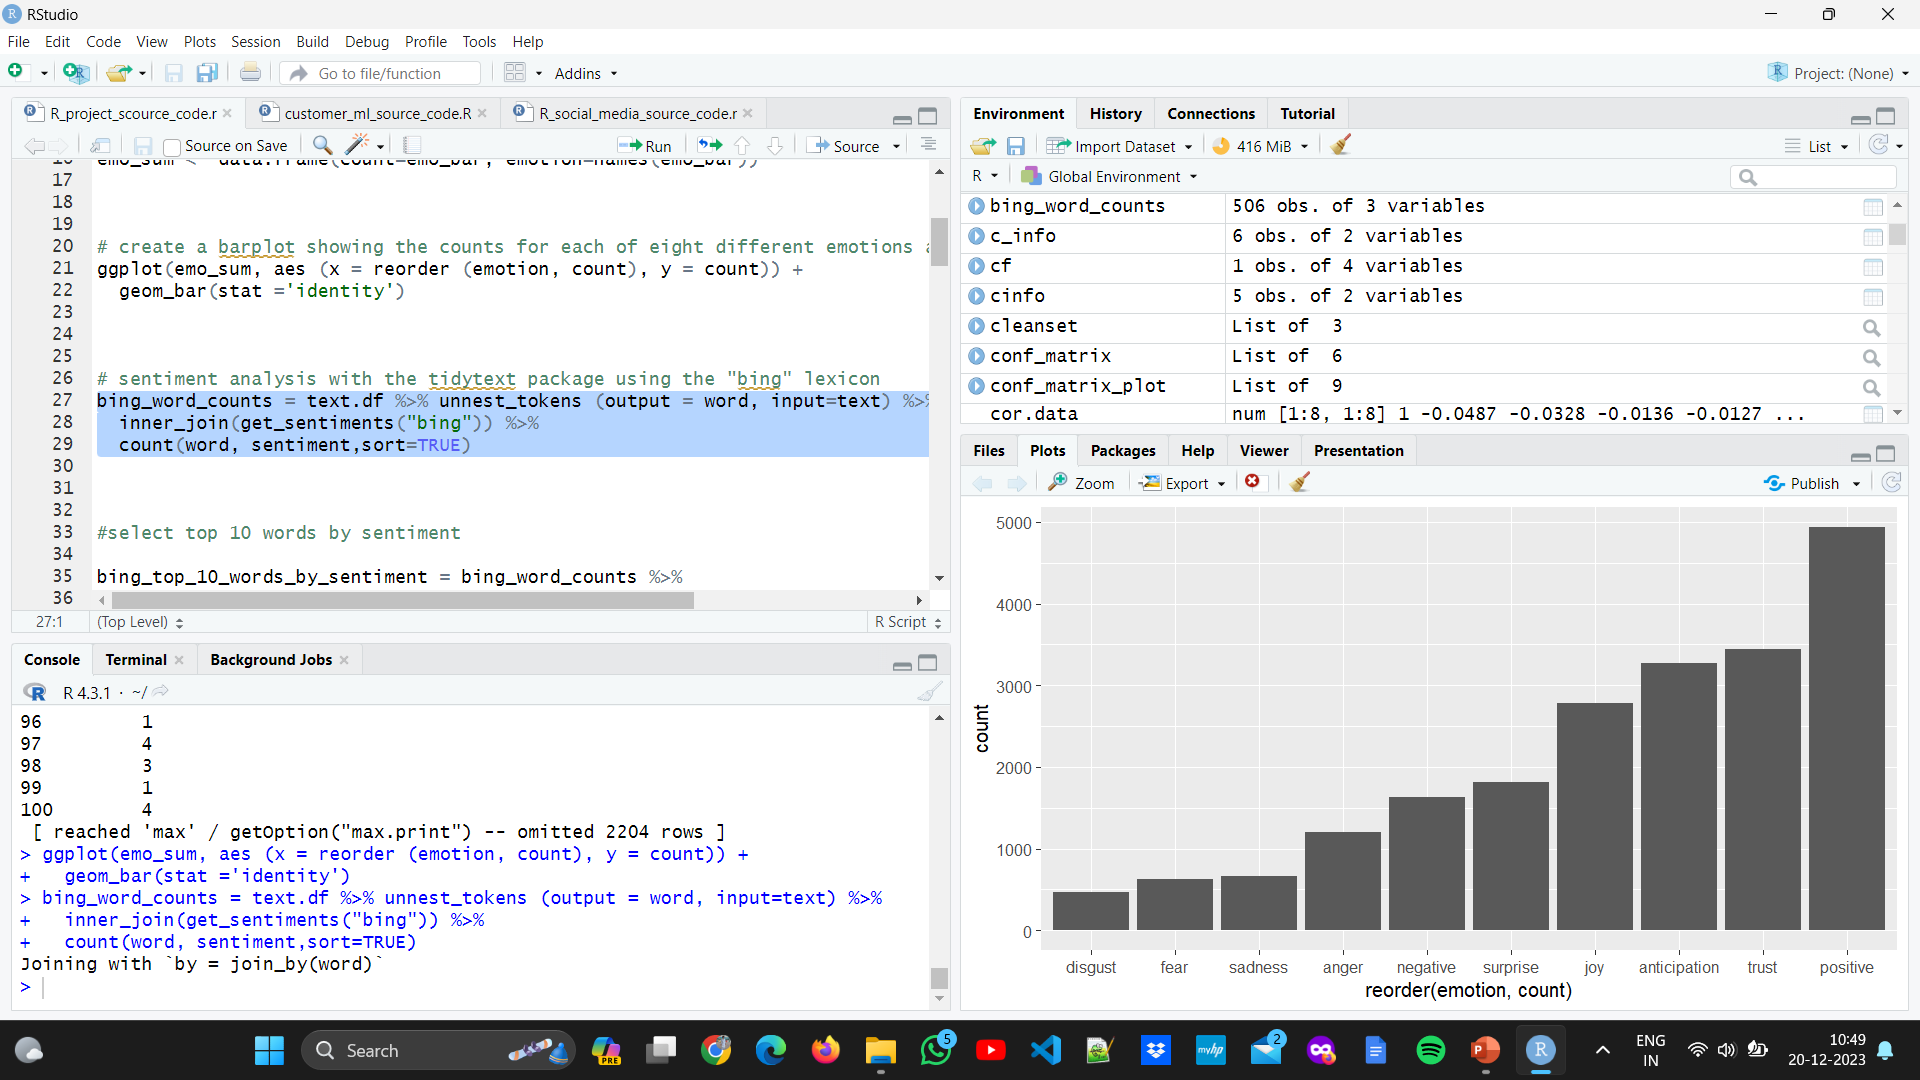 RStudio
File Edit Code View Plots Session Build Debug Profile Tools Help
Go to file/function Addins Project: (None)
R_project_scource_code.r customer_ml_source_code.R R_social_media_source_code.r
Source on Save Run Source
16 emo_sum <- data.frame(count=emo_bar, emotion=names(emo_bar))
17
18
19
20 # create a barplot showing the counts for each of eight different emotions
21 ggplot(emo_sum, aes (x = reorder (emotion, count), y = count)) +
22 geom_bar(stat ='identity')
23
24
25
26 # sentiment analysis with the tidytext package using the "bing" lexicon
27 bing_word_counts = text.df %>% unnest_tokens (output = word, input=text) %>%
28 inner_join(get_sentiments("bing")) %>%
29 count(word, sentiment,sort=TRUE)
30
31
32
33 #select top 10 words by sentiment
34
35 bing_top_10_words_by_sentiment = bing_word_counts %>%
36
27:1 (Top Level) R Script
Console Terminal Background Jobs
R 4.3.1 · ~/
96 1
97 4
98 3
99 1
100 4
[ reached 'max' / getOption("max.print") -- omitted 2204 rows ]
> ggplot(emo_sum, aes (x = reorder (emotion, count), y = count)) +
+ geom_bar(stat ='identity')
> bing_word_counts = text.df %>% unnest_tokens (output = word, input=text) %>%
+ inner_join(get_sentiments("bing")) %>%
+ count(word, sentiment,sort=TRUE)
Joining with `by = join_by(word)`
>
Environment History Connections Tutorial
Import Dataset 416 MiB List
R Global Environment
bing_word_counts 506 obs. of 3 variables
c_info 6 obs. of 2 variables
cf 1 obs. of 4 variables
cinfo 5 obs. of 2 variables
cleanset List of 3
conf_matrix List of 6
conf_matrix_plot List of 9
cor.data num [1:8, 1:8] 1 -0.0487 -0.0328 -0.0136 -0.0127 ...
Files Plots Packages Help Viewer Presentation
Zoom Export Publish
5000
4000
3000
2000
1000
0
count
disgust fear sadness anger negative surprise joy anticipation trust positive
reorder(emotion, count)
Search PRE 5 myhp 2 ENG IN 10:49 20-12-2023